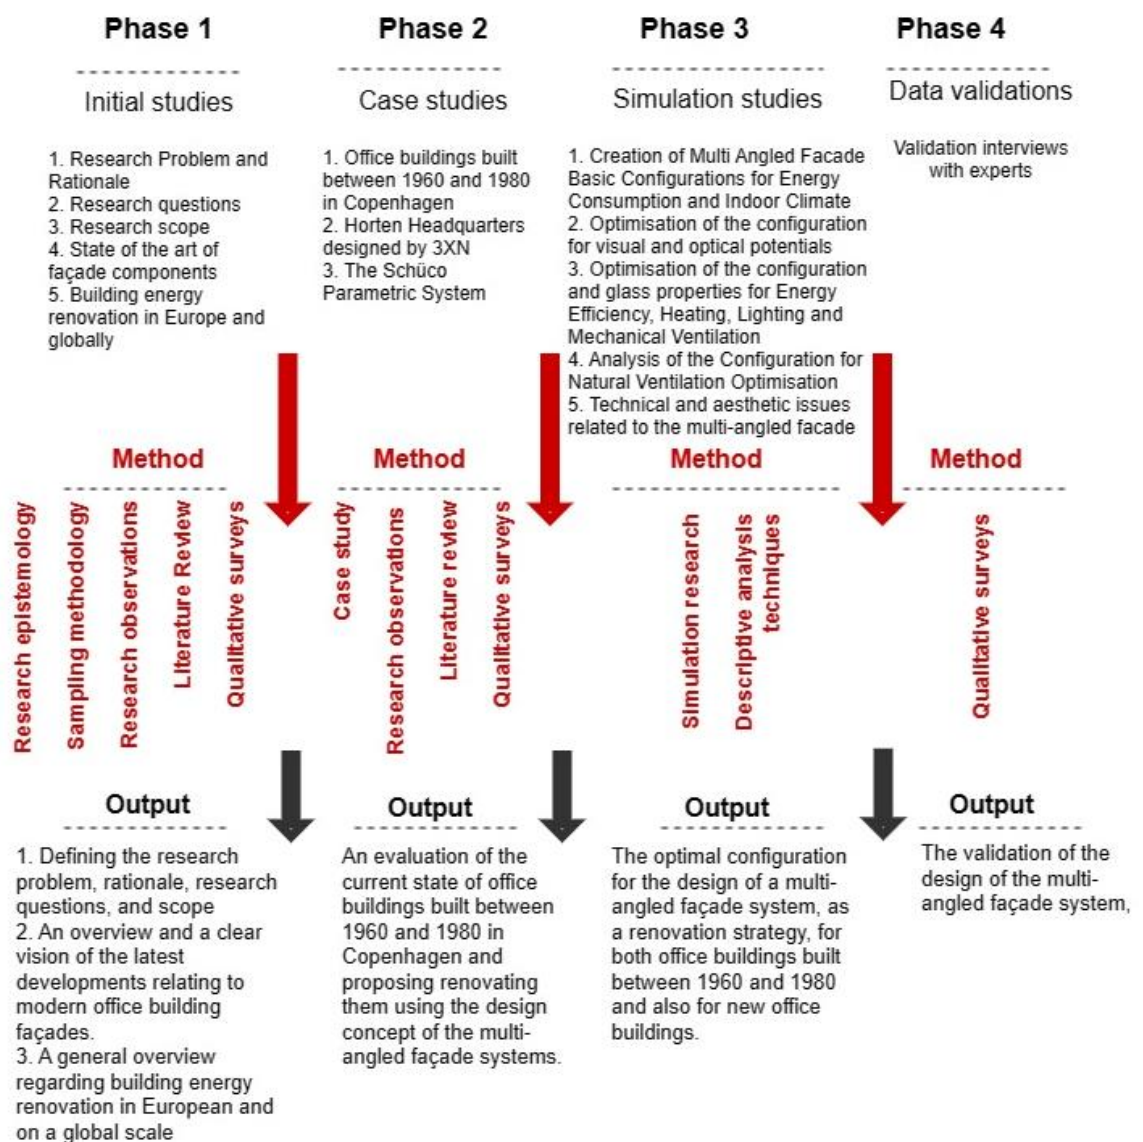 Phase 1
Initial studies
1. Research Problem and
Rationale
2. Research questions
3. Research scope
4. State of the art of
façade components
5. Building energy
renovation in Europe and
globally
Method
Research epistemology
Sampling methodology
Research observations
Literature Review
Qualitative surveys
Output
1. Defining the research
problem, rationale, research
questions, and scope
2. An overview and a clear
vision of the latest
developments relating to
modern office building
façades.
3. A general overview
regarding building energy
renovation in European and
on a global scale
Phase 2
Case studies
1. Office buildings built
between 1960 and 1980
in Copenhagen
2. Horten Headquarters
designed by 3XN
3. The Schüco
Parametric System
Method
Case study
Research observations
Literature review
Qualitative surveys
Output
An evaluation of the
current state of office
buildings built between
1960 and 1980 in
Copenhagen and
proposing renovating
them using the design
concept of the multi-
angled façade systems.
Phase 3
Simulation studies
1. Creation of Multi Angled Facade
Basic Configurations for Energy
Consumption and Indoor Climate
2. Optimisation of the configuration
for visual and optical potentials
3. Optimisation of the configuration
and glass properties for Energy
Efficiency, Heating, Lighting and
Mechanical Ventilation
4. Analysis of the Configuration for
Natural Ventilation Optimisation
5. Technical and aesthetic issues
related to the multi-angled facade
Method
Simulation research
Descriptive analysis
techniques
Output
The optimal configuration
for the design of a multi-
angled façade system, as
a renovation strategy, for
both office buildings built
between 1960 and 1980
and also for new office
buildings.
Phase 4
Data validations
Validation interviews
with experts
Method
Qualitative surveys
Output
The validation of the
design of the multi-
angled façade system,